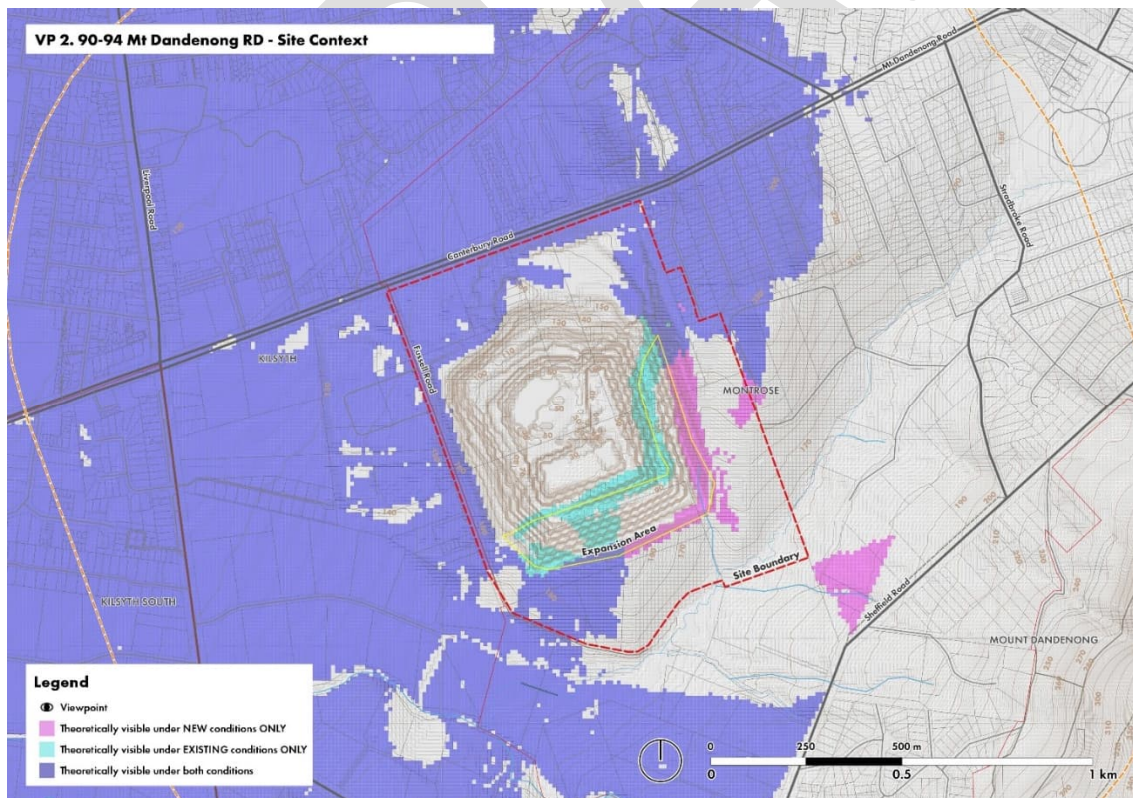 VP 2. 90-94 Mt Dandenong RD - Site Context
Mt Dandenong Road
Liverpool Road
Stradbroke Road
Canterbury Road
KILSYTH
Fussell Road
MONTROSE
Expansion Area
Site Boundary
Sheffield Road
KILSYTH SOUTH
MOUNT DANDENONG
Legend
Viewpoint
Theoretically visible under NEW conditions ONLY
Theoretically visible under EXISTING conditions ONLY
Theoretically visible under both conditions
0 250 500 m
0 0.5 1 km